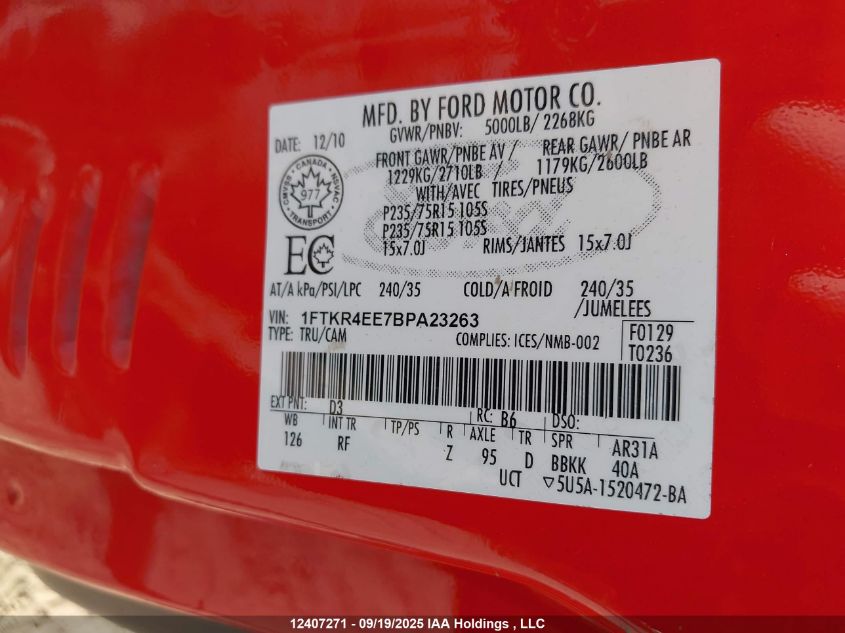 MFD. BY FORD MOTOR CO.
DATE: 12/10
GVWR/PNBV: 5000LB/ 2268KG
FRONT GAWR/PNBE AV / REAR GAWR/ PNBE AR
1229KG/2710LB / 1179KG/2600LB
WITH/AVEC TIRES/PNEUS
P235/75R15 105S
P235/75R15 105S
15x7.0J RIMS/JANTES 15x7.0J
CANADA
977
TRANSPORT
EC
AT/A kPa/PSI/LPC 240/35 COLD/A FROID 240/35
/JUMELEES
VIN: 1FTKR4EE7BPA23263
TYPE: TRU/CAM COMPLIES: ICES/NMB-002
F0129
T0236
EXT PNT: D3 RC: B6 DSO:
WB INT TR TP/PS R AXLE TR SPR AR31A
126 RF Z 95 D BBKK 40A
UCT 5U5A-1520472-BA
12407271 - 09/19/2025 IAA Holdings , LLC